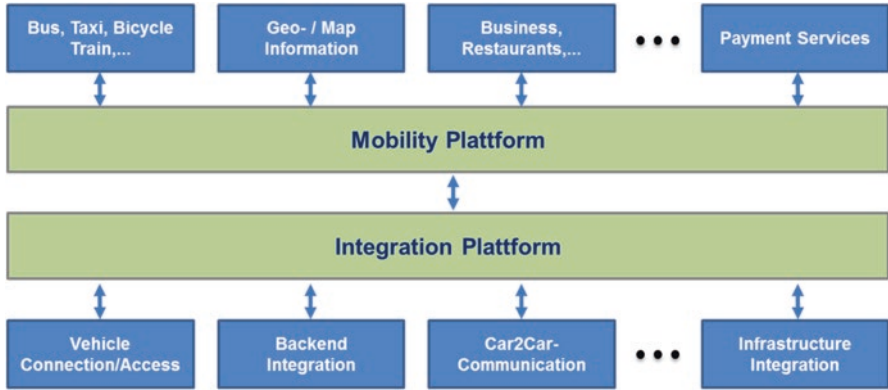 Bus, Taxi, Bicycle
Train,...
Geo- / Map
Information
Business,
Restaurants,...
Payment Services
Mobility Plattform
Integration Plattform
Vehicle
Connection/Access
Backend
Integration
Car2Car-
Communication
Infrastructure
Integration